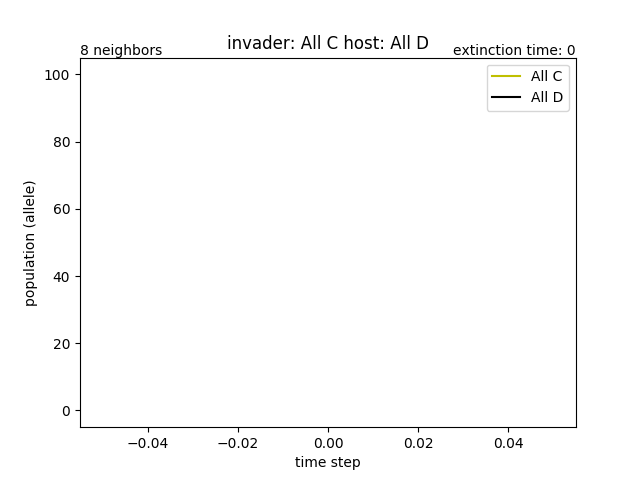 invader: All C host: All D
8 neighbors
extinction time: 0
All C
All D
100
80
60
40
20
0
population (allele)
−0.04
−0.02
0.00
0.02
0.04
time step